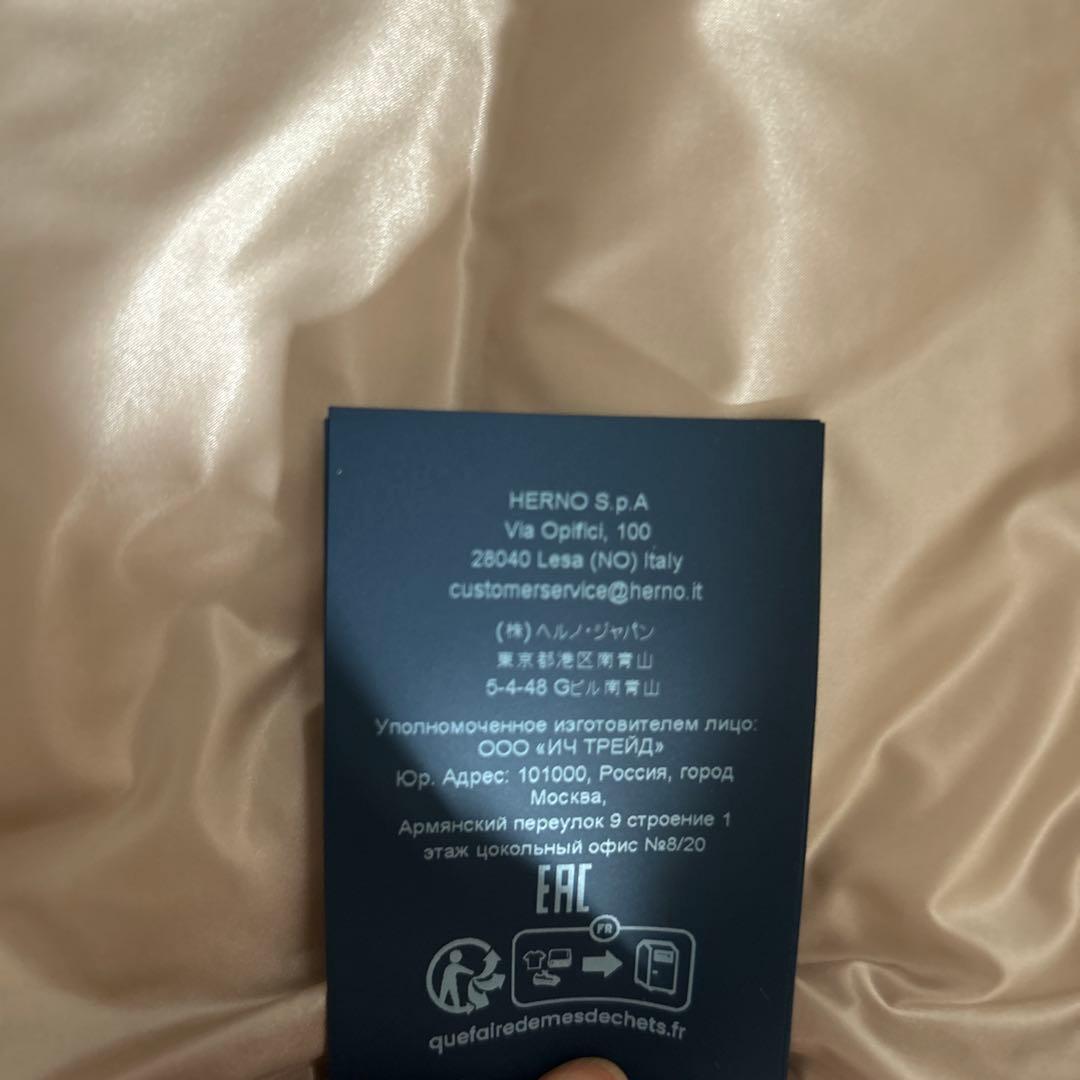 HERNO S.p.A
Via Opifici, 100
28040 Lesa (NO) Italy
customerservice@herno.it
(株)ヘルノ・ジャパン
東京都港区南青山
5-4-48 Gビル南青山
Уполномоченное изготовителем лицо:
ООО «ИЧ ТРЕЙД»
Юр. Адрес: 101000, Россия, город
Москва,
Армянский переулок 9 строение 1
этаж цокольный офис №8/20
EAC
FR
quefairedemesdechets.fr